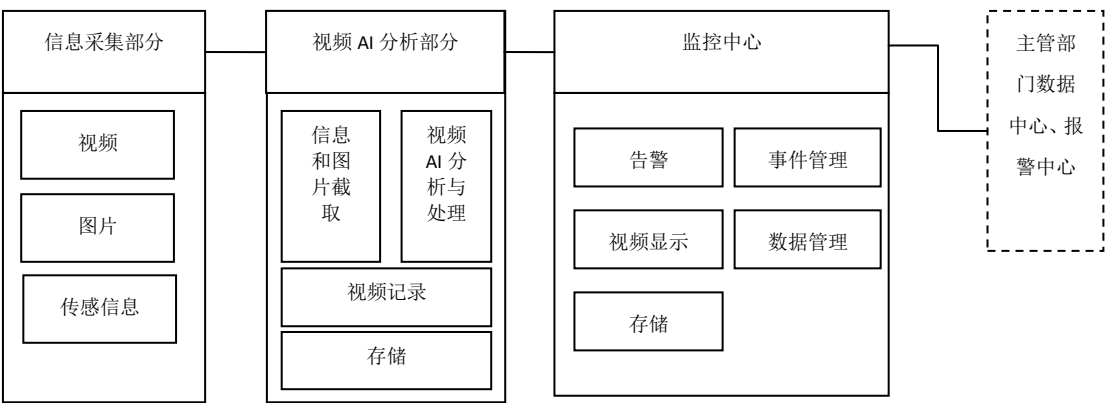 信息采集部分
视频
图片
传感信息
视频 AI 分析部分
信息
和图
片截
取
视频
AI 分
析与
处理
视频记录
存储
监控中心
告警
事件管理
视频显示
数据管理
存储
主管部
门数据
中心、报
警中心